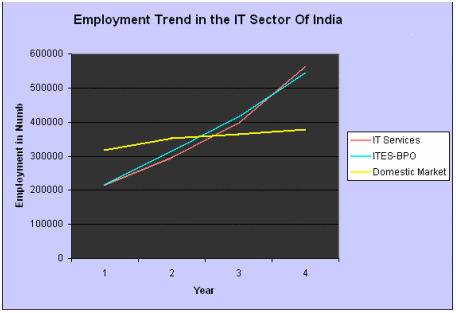 Employment Trend in the IT Sector Of India
600000
500000
400000
300000
200000
100000
0
Employment in Numb
1 2 3 4
Year
IT Services
ITES-BPO
Domestic Market